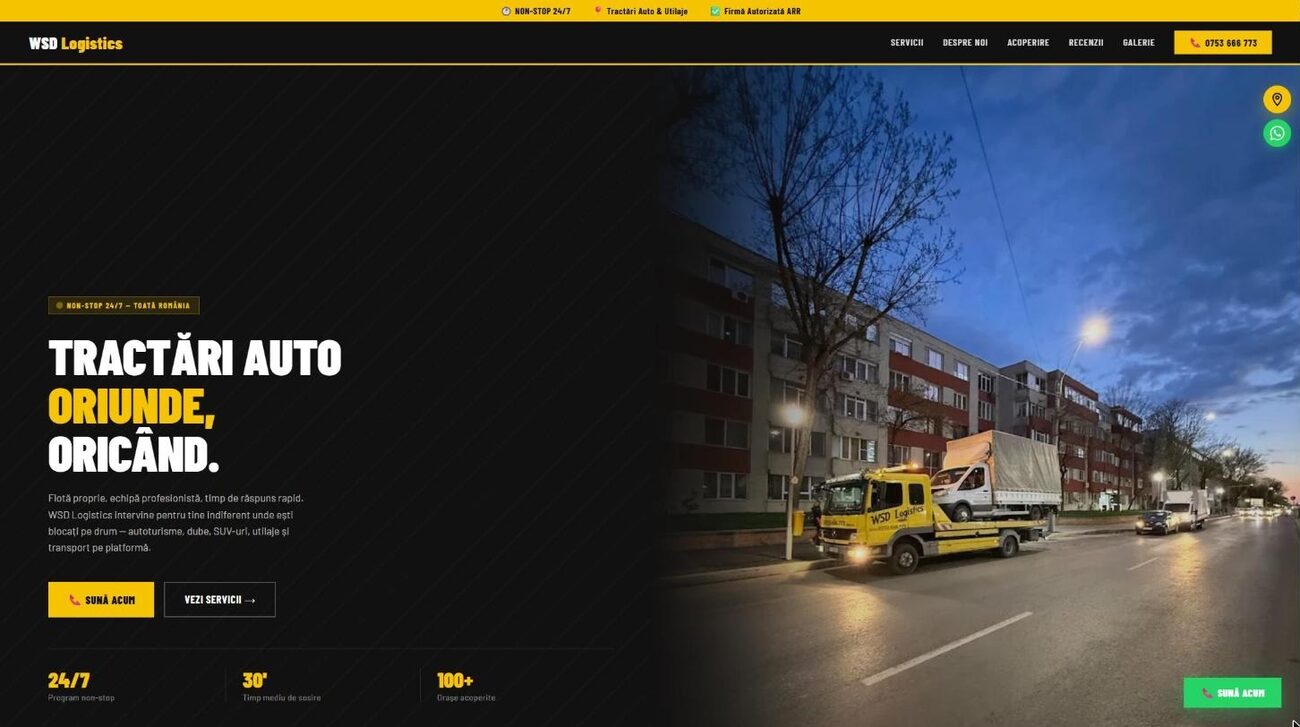 NON-STOP 24/7
Tractări Auto & Utilaje
Firmă Autorizată ARR
WSD Logistics
SERVICII
DESPRE NOI
ACOPERIRE
RECENZII
GALERIE
0753 666 773
NON-STOP 24/7 — TOATĂ ROMÂNIA
TRACTĂRI AUTO
ORIUNDE,
ORICÂND.
Flotă proprie, echipă profesionistă, timp de răspuns rapid.
WSD Logistics intervine pentru tine indiferent unde ești
blocați pe drum — autoturisme, dube, SUV-uri, utilaje și
transport pe platformă.
SUNĂ ACUM
VEZI SERVICII →
24/7
Program non-stop
30'
Timp mediu de sosire
100+
Orașe acoperite
WSD Logistics
SUNĂ ACUM